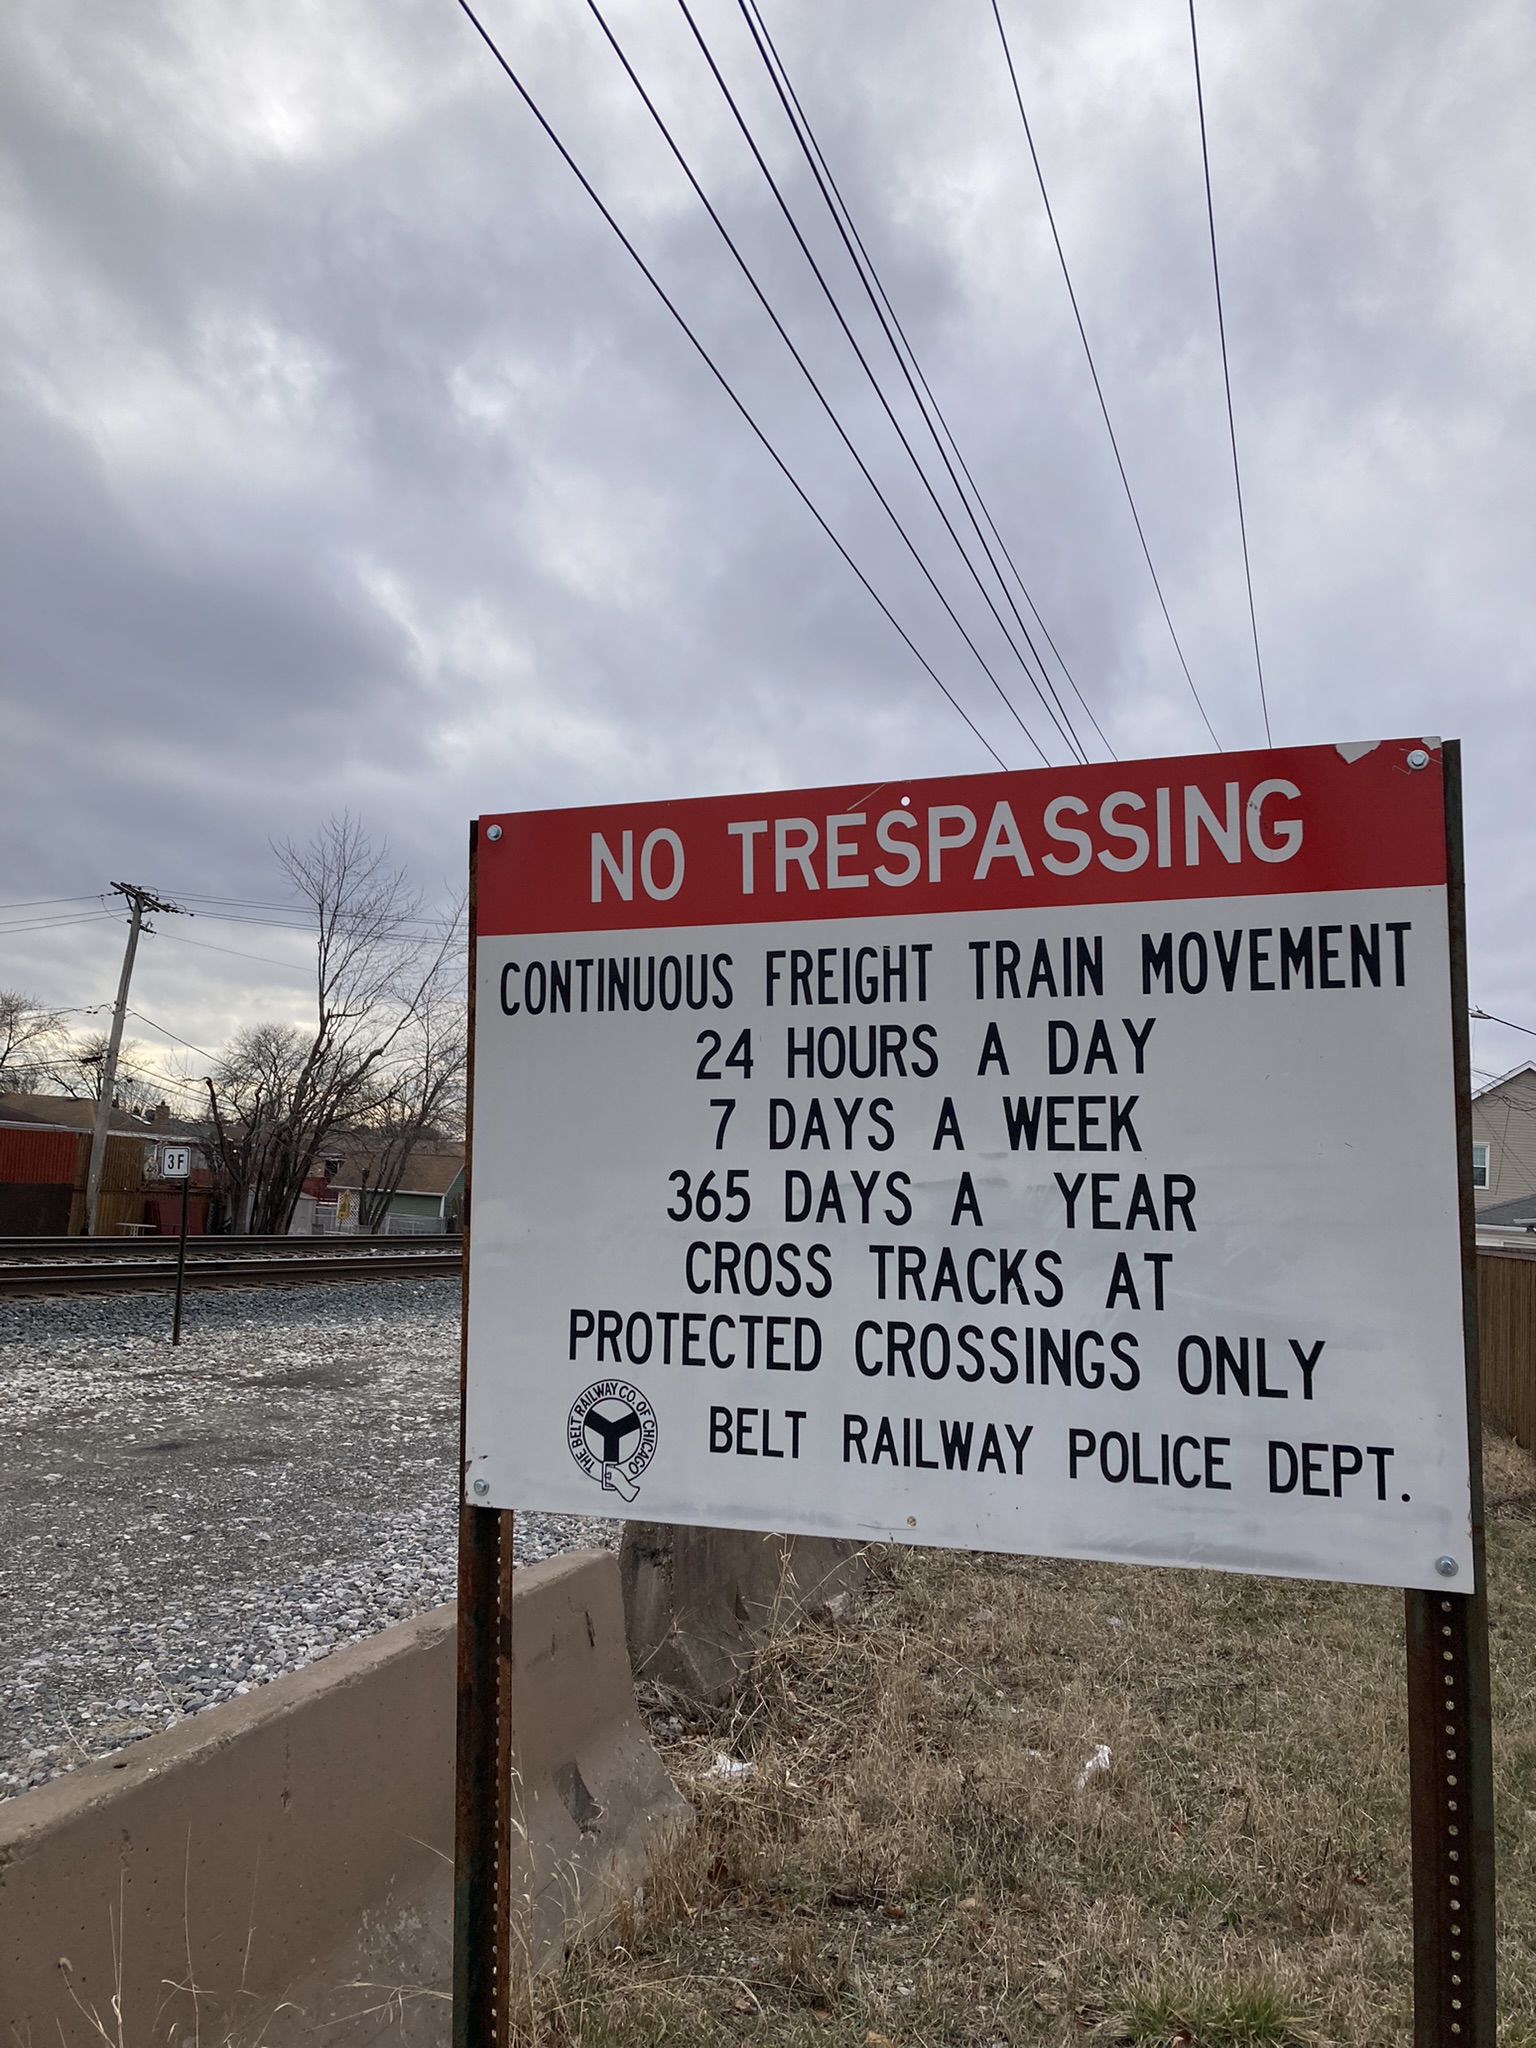 3F
NO TRESPASSING
CONTINUOUS FREIGHT TRAIN MOVEMENT
24 HOURS A DAY
7 DAYS A WEEK
365 DAYS A YEAR
CROSS TRACKS AT
PROTECTED CROSSINGS ONLY
THE BELT RAILWAY CO. OF CHICAGO
BELT RAILWAY POLICE DEPT.